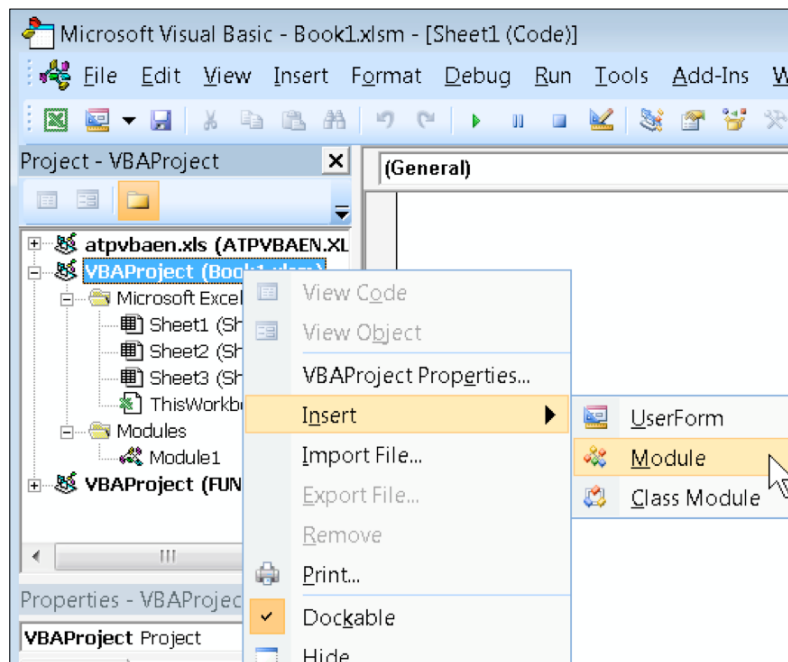 Microsoft Visual Basic - Book1.xlsm - [Sheet1 (Code)]
File Edit View Insert Format Debug Run Tools Add-Ins W
Project - VBAProject
(General)
atpvbaen.xls (ATPVBAEN.XL
VBAProject (Book1.xlsm)
Microsoft Excel
Sheet1 (Sh
Sheet2 (Sh
Sheet3 (Sh
ThisWorkb
Modules
Module1
VBAProject (FUN
View Code
View Object
VBAProject Properties...
Insert
Import File...
Export File...
Remove
Print...
Dockable
Hide
UserForm
Module
Class Module
Properties - VBAProjec
VBAProject Project